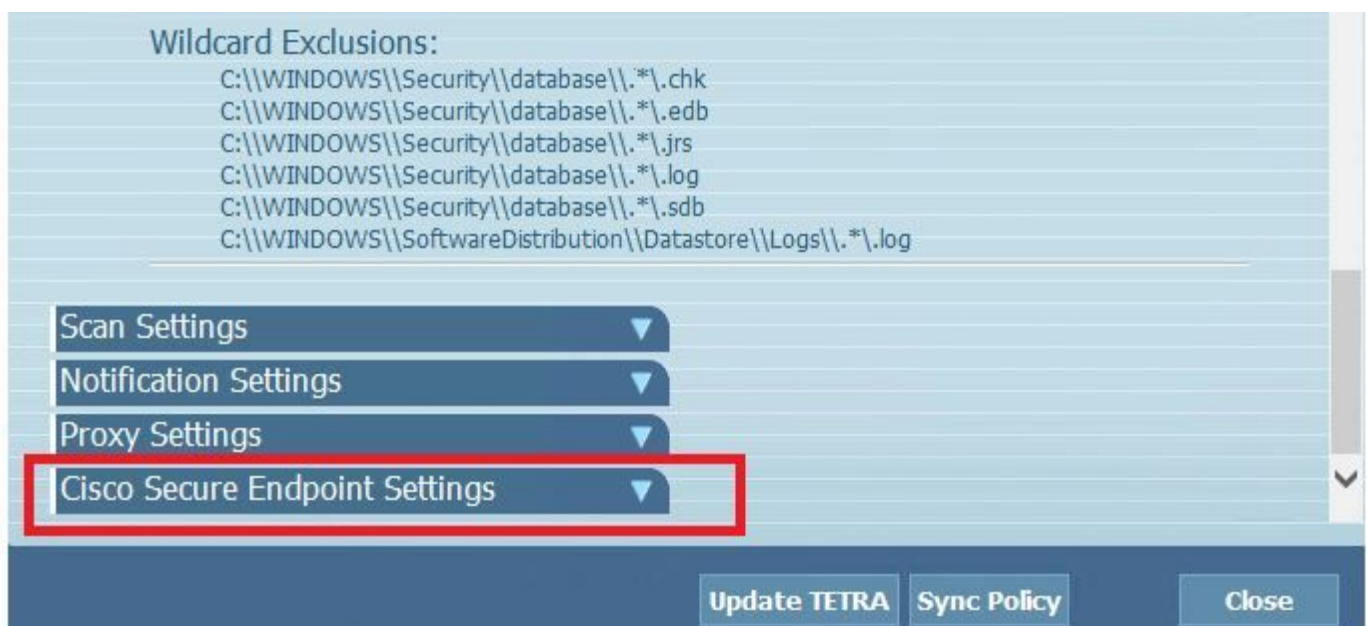 Wildcard Exclusions:
C:\\WINDOWS\\Security\\database\\.*\.chk
C:\\WINDOWS\\Security\\database\\.*\.edb
C:\\WINDOWS\\Security\\database\\.*\.jrs
C:\\WINDOWS\\Security\\database\\.*\.log
C:\\WINDOWS\\Security\\database\\.*\.sdb
C:\\WINDOWS\\SoftwareDistribution\\Datastore\\Logs\\.*\.log
Scan Settings
Notification Settings
Proxy Settings
Cisco Secure Endpoint Settings
Update TETRA Sync Policy Close